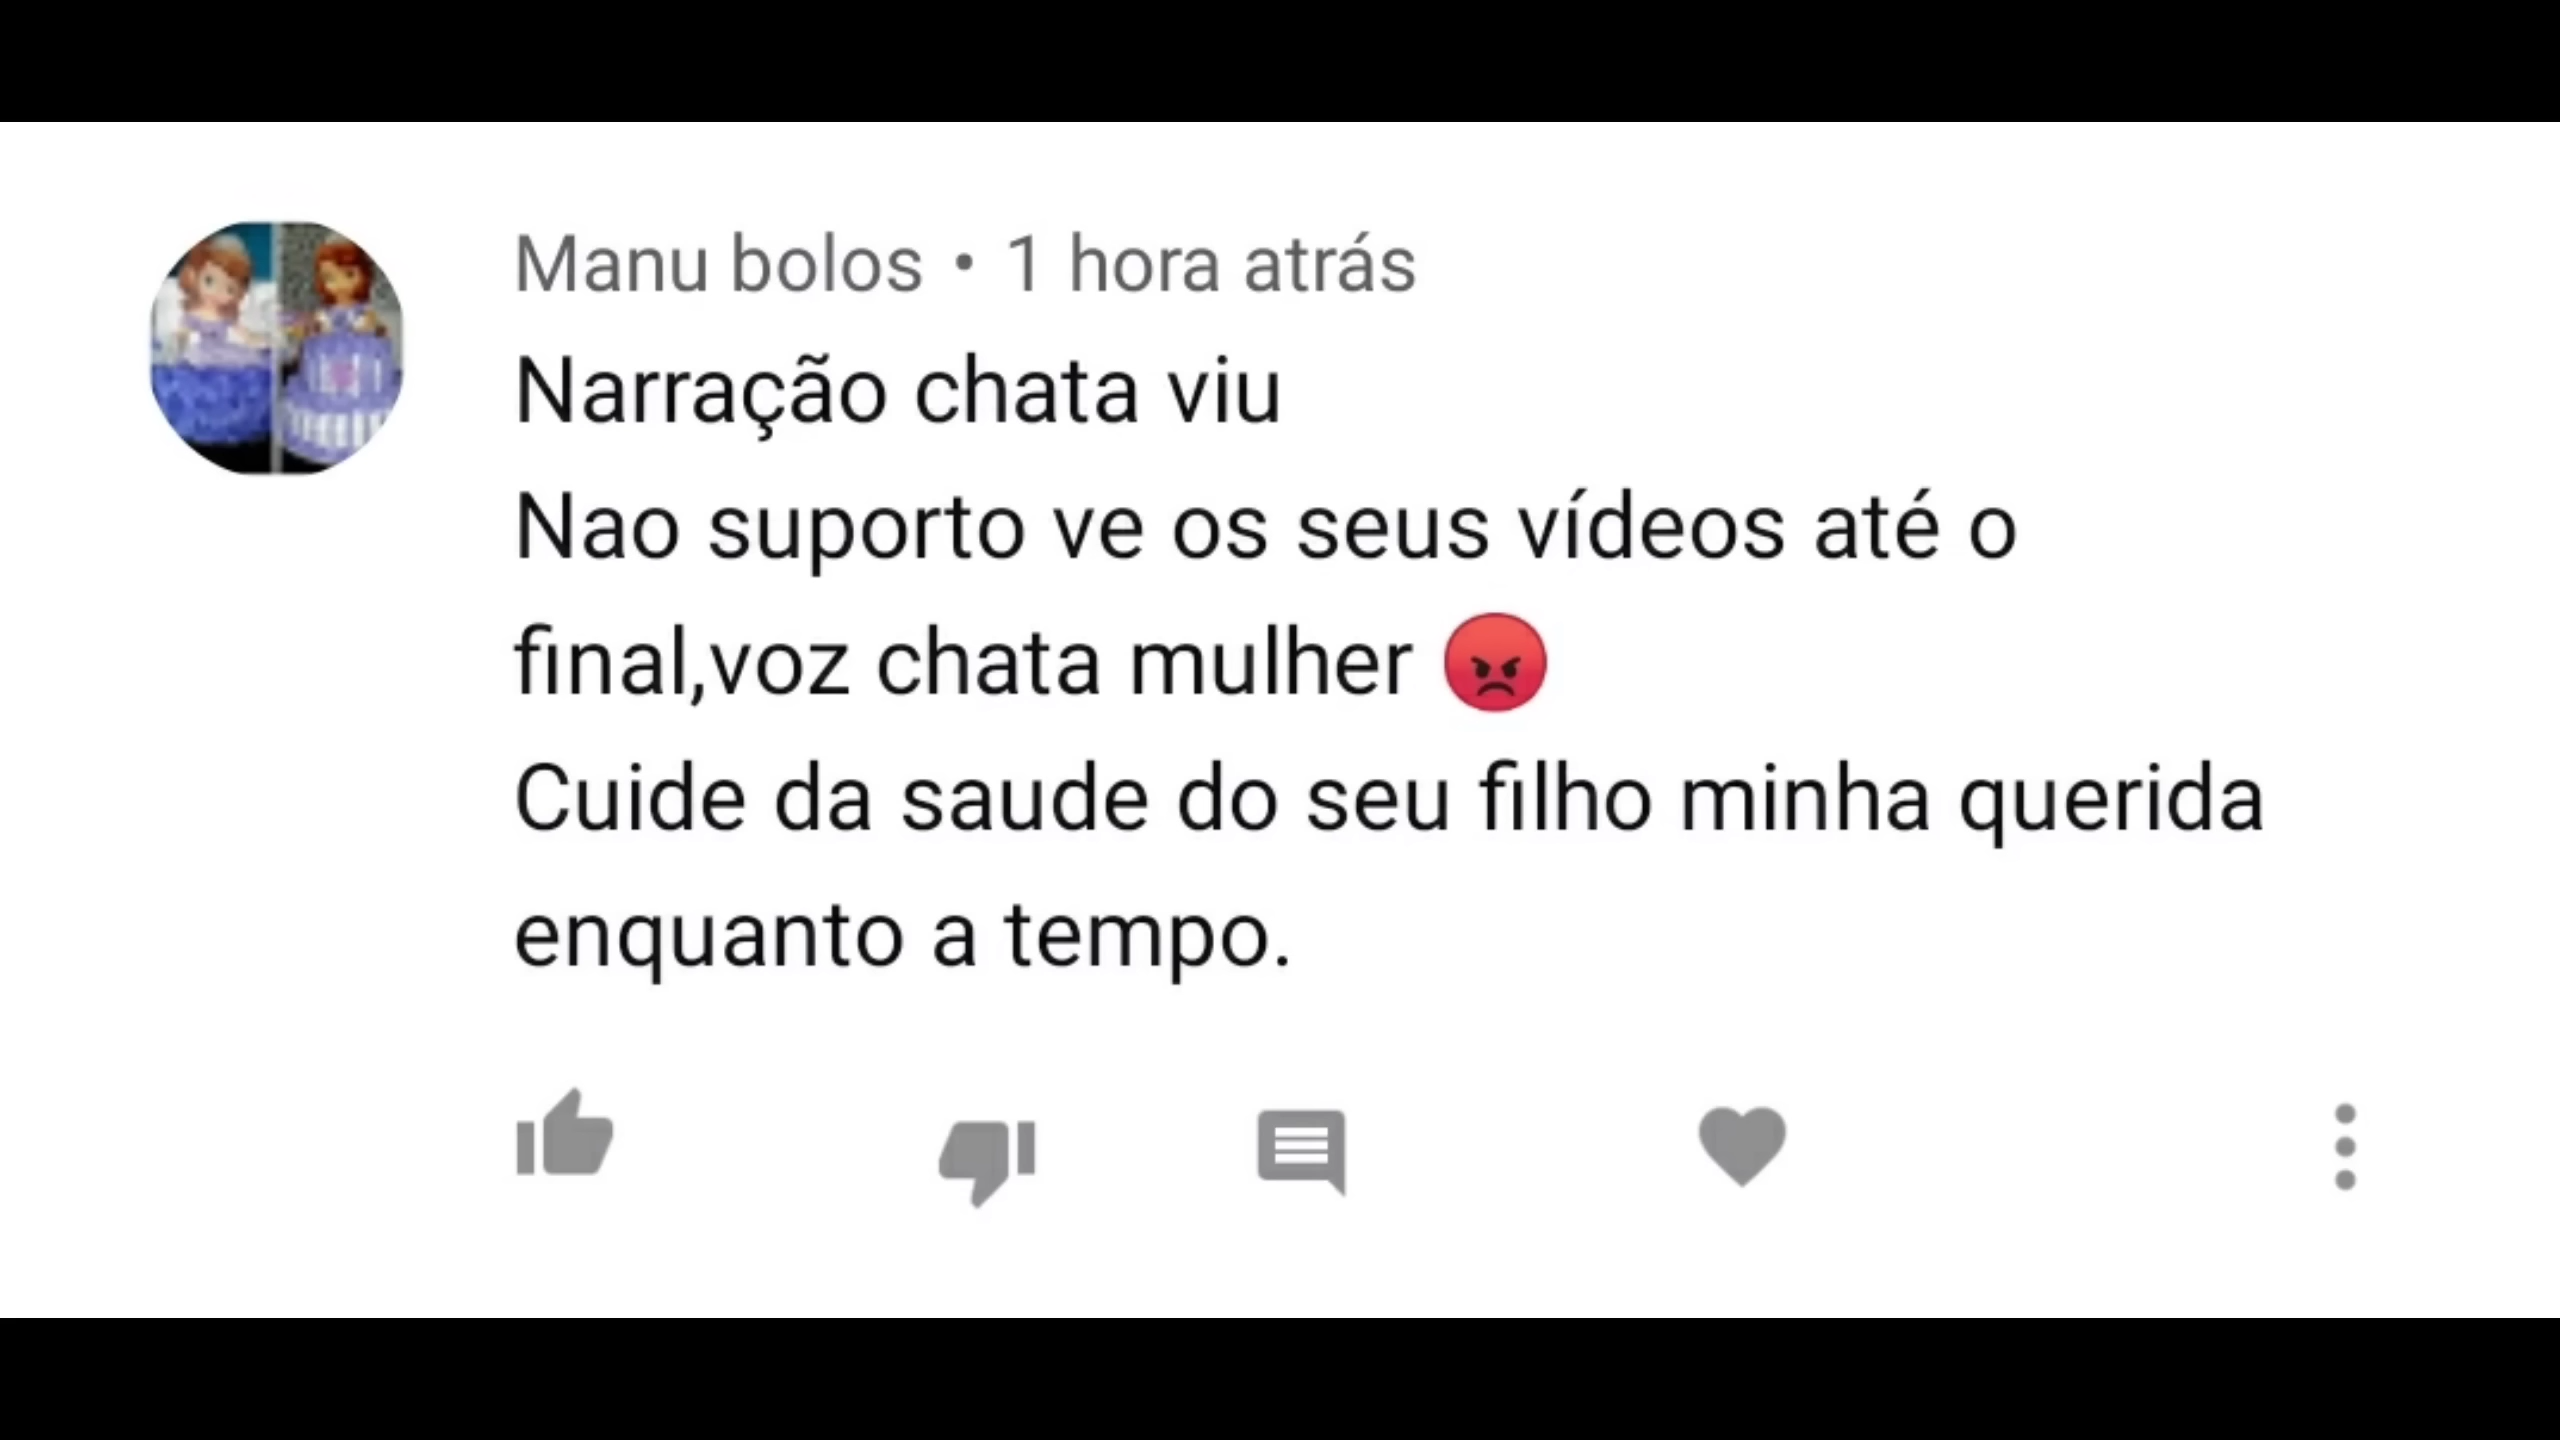 Manu bolos • 1 hora atrás
Narração chata viu
Nao suporto ve os seus vídeos até o
final,voz chata mulher 😡
Cuide da saude do seu filho minha querida
enquanto a tempo.